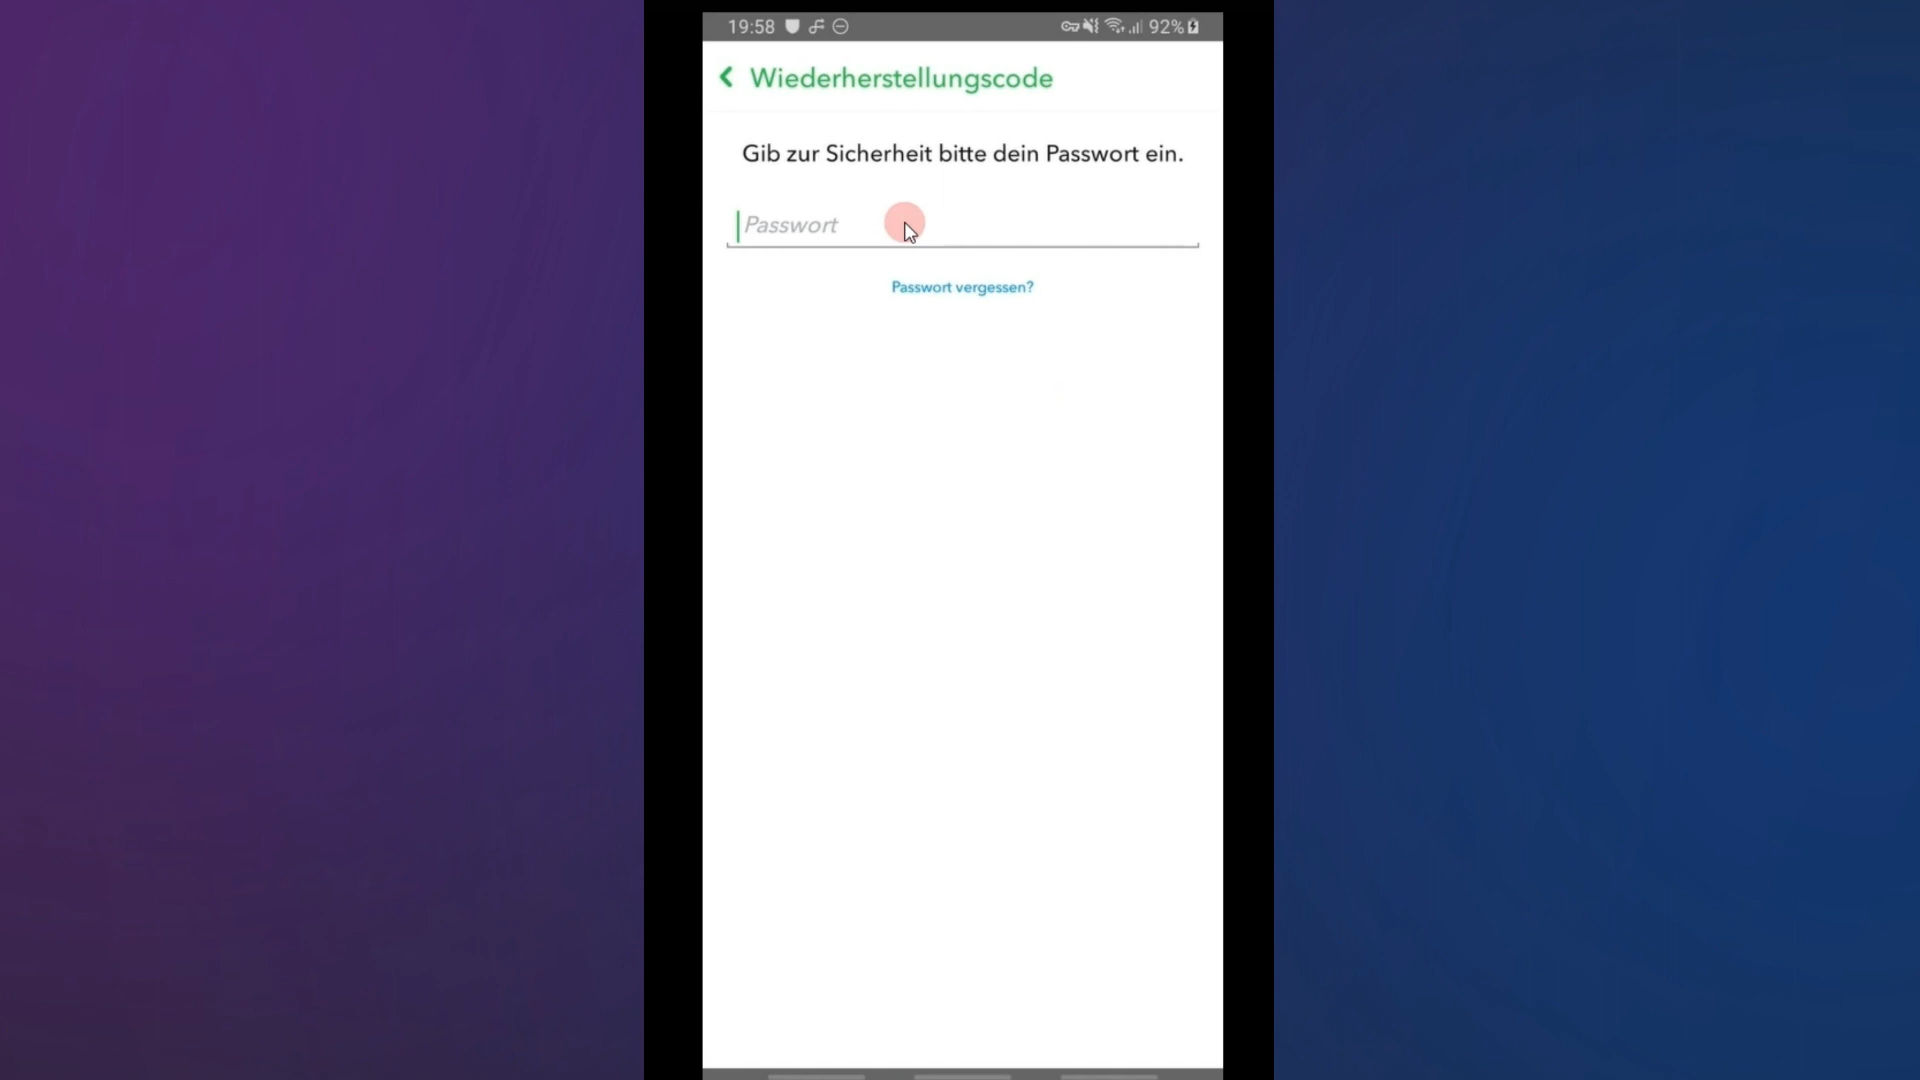 19:58 92%
Wiederherstellungscode
Gib zur Sicherheit bitte dein Passwort ein.
Passwort
Passwort vergessen?